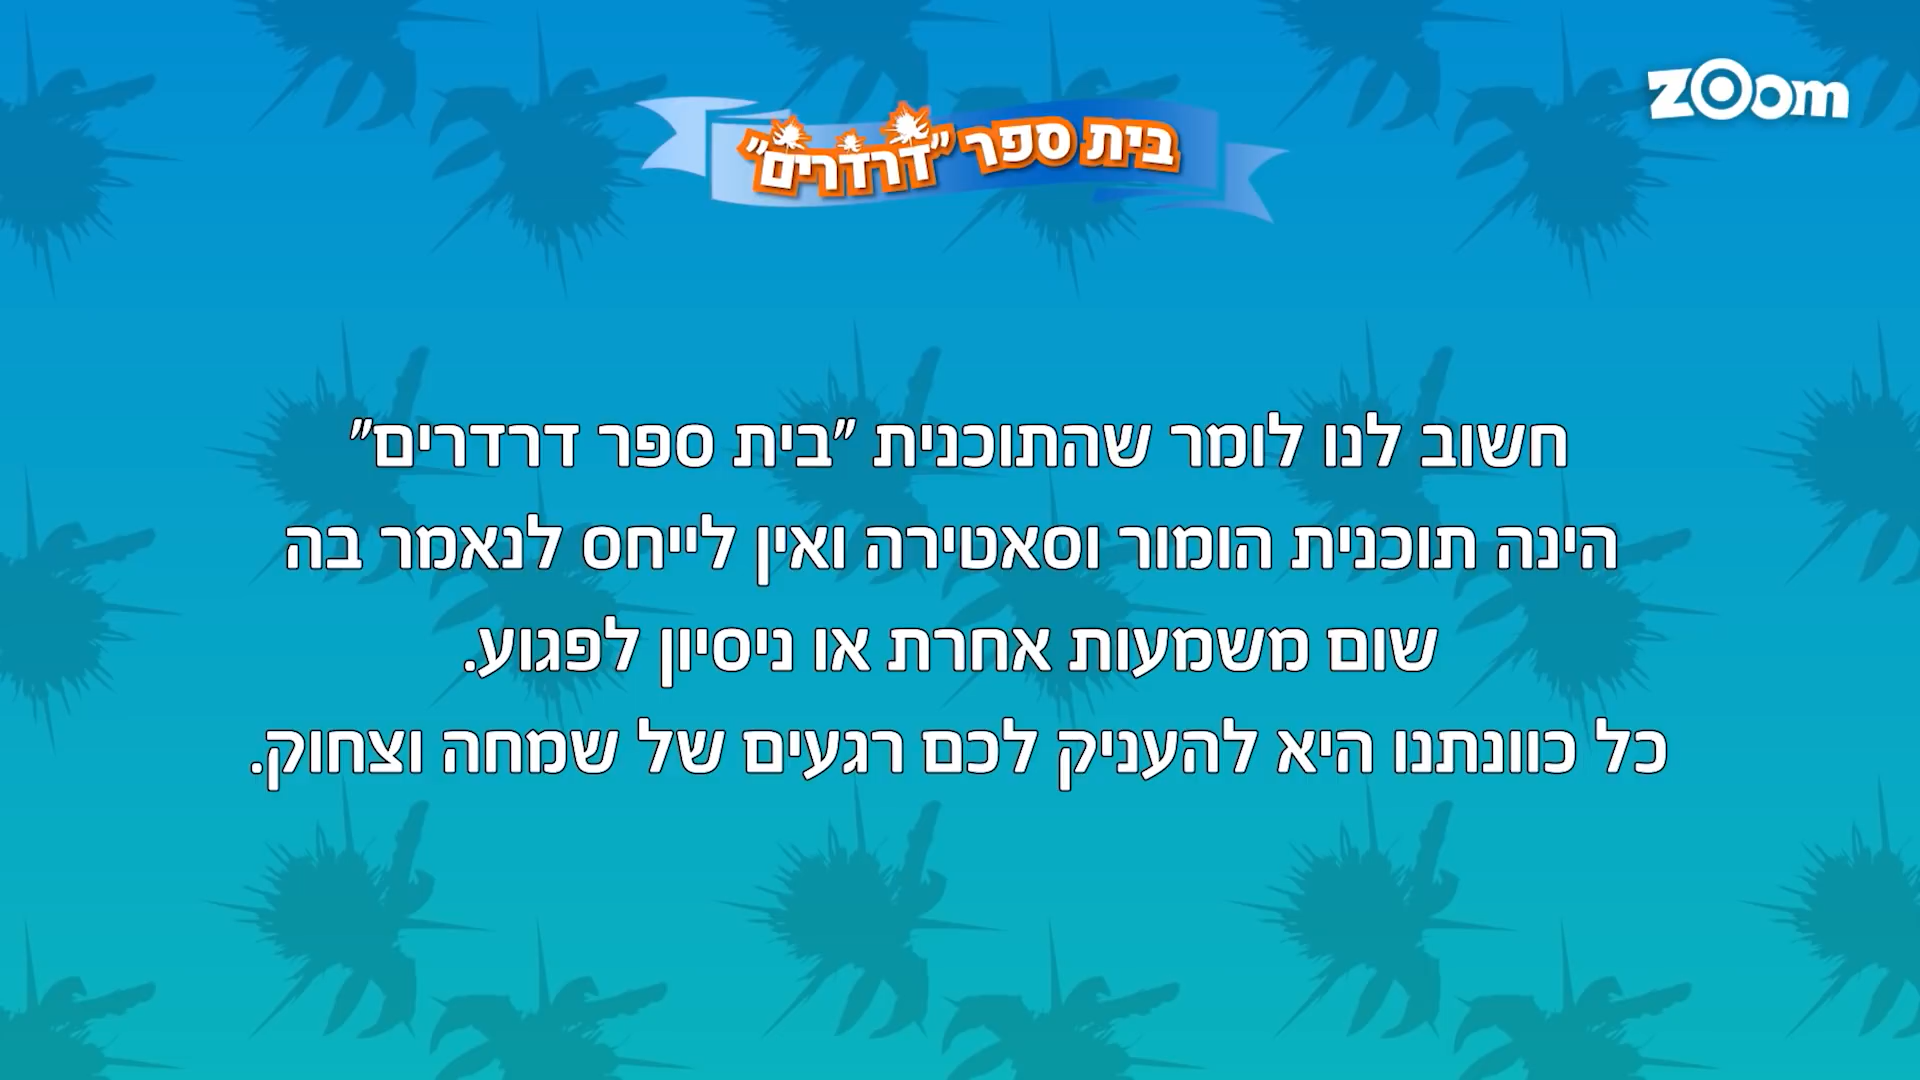 zoom
בית ספר "דרדרים"
חשוב לנו לומר שהתוכנית "בית ספר דרדרים"
הינה תוכנית הומור וסאטירה ואין לייחס לנאמר בה
שום משמעות אחרת או ניסיון לפגוע.
כל כוונתנו היא להעניק לכם רגעים של שמחה וצחוק.